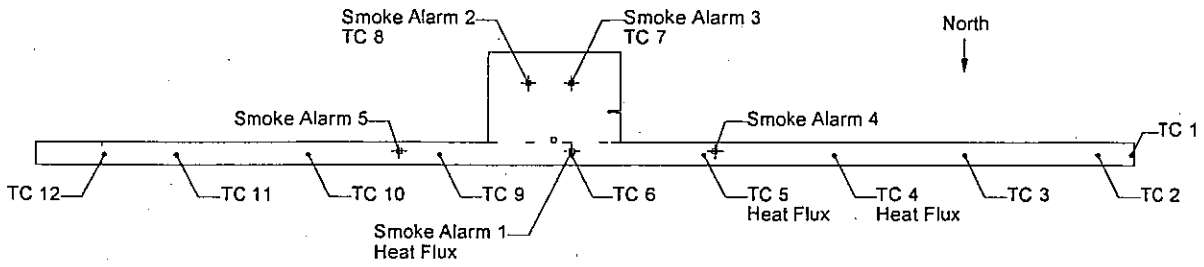 Smoke Alarm 2
TC 8
Smoke Alarm 3
TC 7
North
Smoke Alarm 5
Smoke Alarm 4
TC 1
TC 12
TC 11
TC 10
TC 9
TC 6
TC 5
Heat Flux
TC 4
Heat Flux
TC 3
TC 2
Smoke Alarm 1
Heat Flux